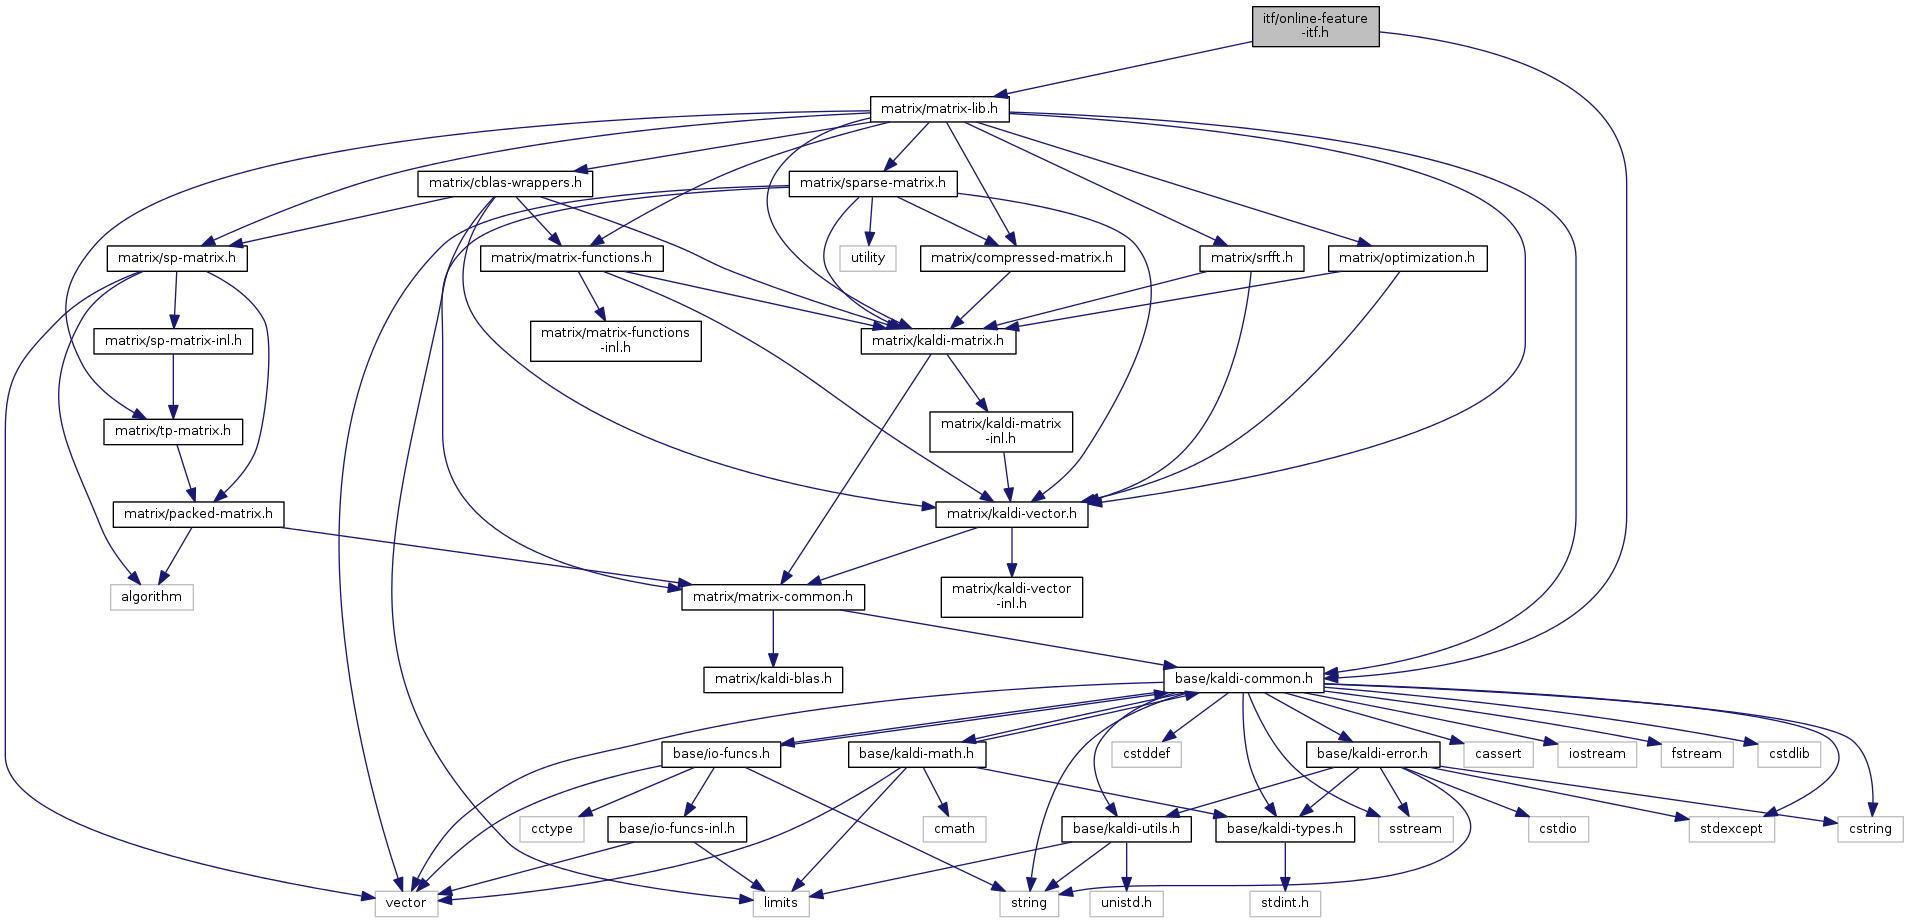 itf/online-feature
-itf.h
matrix/matrix-lib.h
matrix/cblas-wrappers.h
matrix/sparse-matrix.h
matrix/sp-matrix.h
matrix/matrix-functions.h
utility
matrix/compressed-matrix.h
matrix/srfft.h
matrix/optimization.h
matrix/sp-matrix-inl.h
matrix/matrix-functions
-inl.h
matrix/kaldi-matrix.h
matrix/tp-matrix.h
matrix/kaldi-matrix
-inl.h
matrix/packed-matrix.h
matrix/kaldi-vector.h
algorithm
matrix/matrix-common.h
matrix/kaldi-vector
-inl.h
matrix/kaldi-blas.h
base/kaldi-common.h
base/io-funcs.h
base/kaldi-math.h
cstddef
base/kaldi-error.h
cassert
iostream
fstream
cstdlib
cctype
base/io-funcs-inl.h
cmath
base/kaldi-utils.h
base/kaldi-types.h
sstream
cstdio
stdexcept
cstring
vector
limits
string
unistd.h
stdint.h